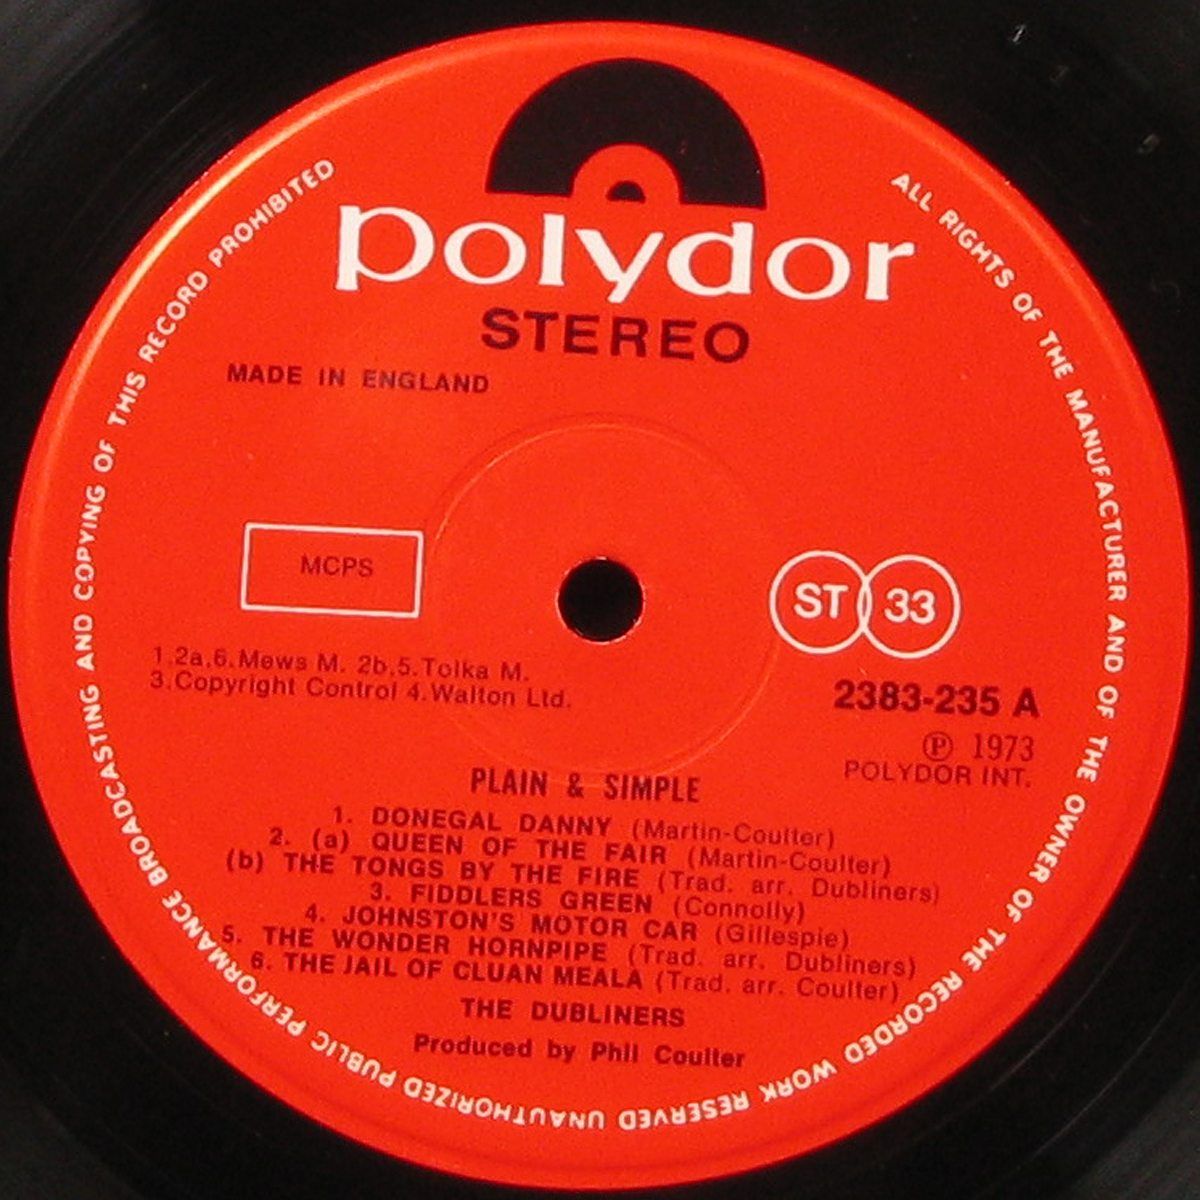 polydor
STEREO
MADE IN ENGLAND
ALL RIGHTS OF THE MANUFACTURER AND OF THE OWNER OF THE RECORDED WORK RESERVED UNAUTHORIZED PUBLIC PERFORMANCE BROADCASTING AND COPYING OF THIS RECORD PROHIBITED
MCPS
ST 33
1.2a.6.Mews M. 2b.5.Tolka M.
3.Copyright Control 4.Walton Ltd.
2383-235 A
℗ 1973
POLYDOR INT.
PLAIN & SIMPLE
1. DONEGAL DANNY (Martin-Coulter)
2. (a) QUEEN OF THE FAIR (Martin-Coulter)
(b) THE TONGS BY THE FIRE (Trad. arr. Dubliners)
3. FIDDLERS GREEN (Connolly)
4. JOHNSTON'S MOTOR CAR (Gillespie)
5. THE WONDER HORNPIPE (Trad. arr. Dubliners)
6. THE JAIL OF CLUAN MEALA (Trad. arr. Coulter)
THE DUBLINERS
Produced by Phil Coulter